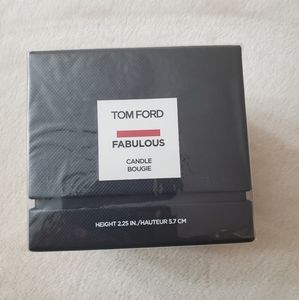 TOM FORD
FABULOUS
CANDLE
BOUGIE
HEIGHT 2.25 IN./HAUTEUR 5.7 CM